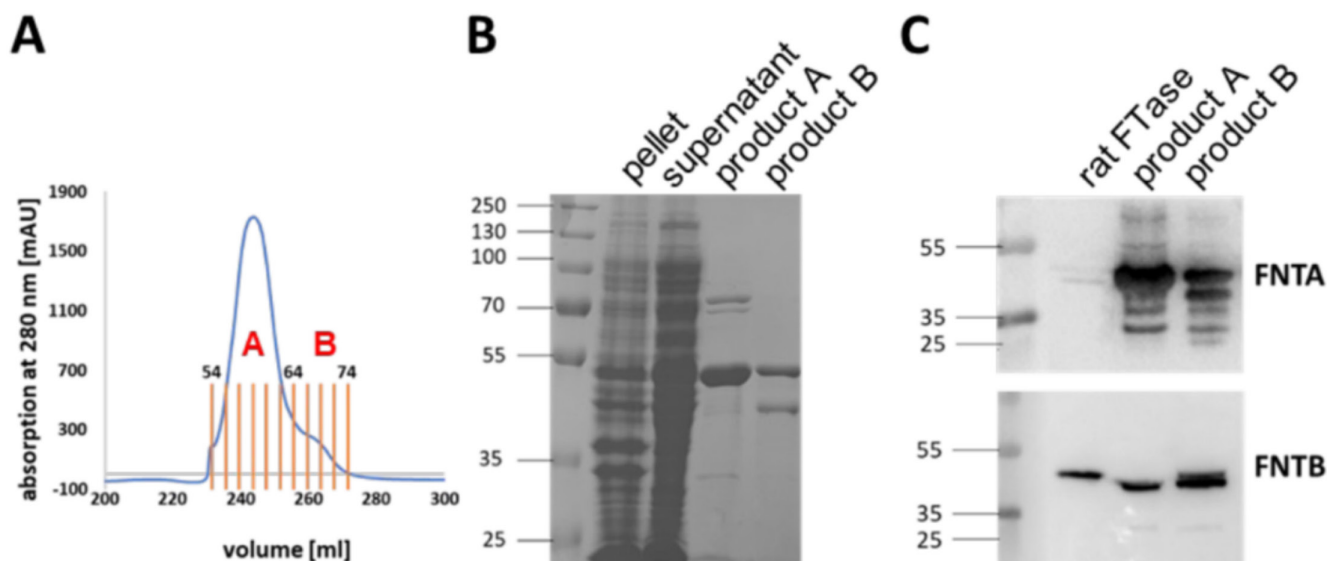 A
absorption at 280 nm [mAU]
1900
1500
1100
700
300
-100
54
A
64
B
74
200
220
240
260
280
300
volume [ml]
B
pellet
supernatant
product A
product B
250
130
100
70
55
35
25
C
rat FTase
product A
product B
55
35
25
FNTA
55
35
25
FNTB